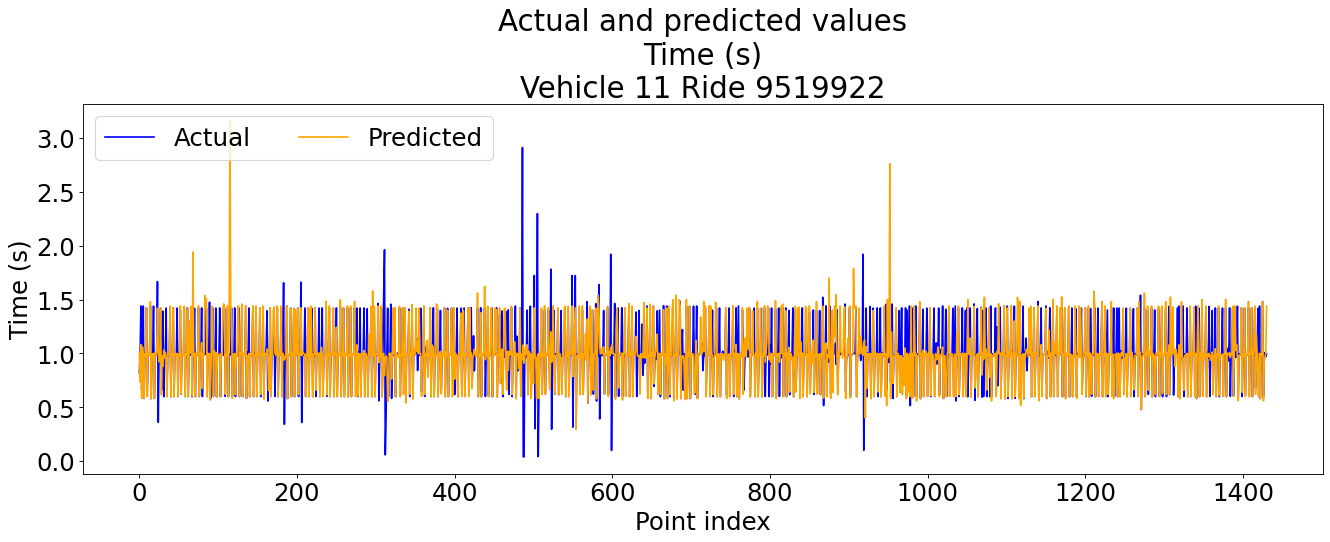 Actual and predicted values
Time (s)
Vehicle 11 Ride 9519922
Actual
Predicted
Time (s)
3.0
2.5
2.0
1.5
1.0
0.5
0.0
0 200 400 600 800 1000 1200 1400
Point index